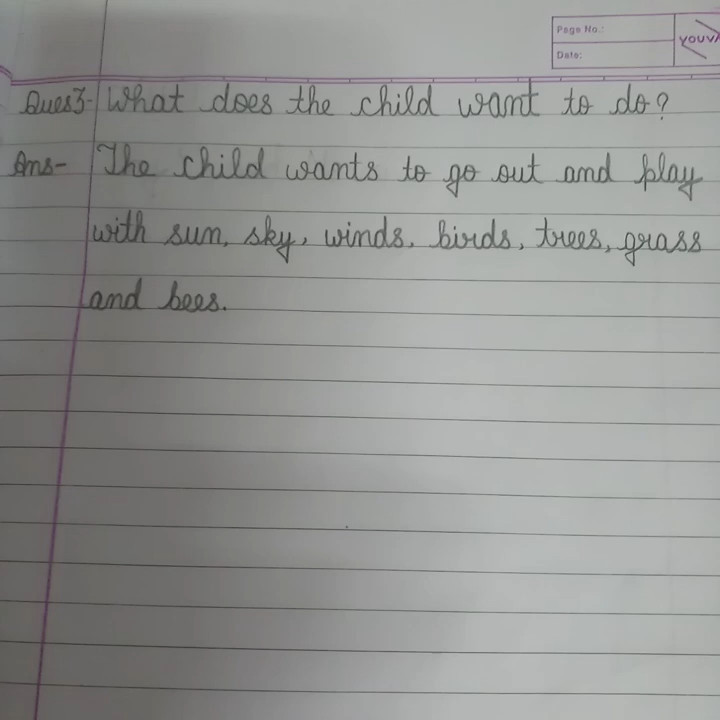 Page No.:
Date:
YOUVA
Ques3- What does the child want to do?
Ans- The child wants to go out and play
with sun, sky, winds, birds, trees, grass
and bees.